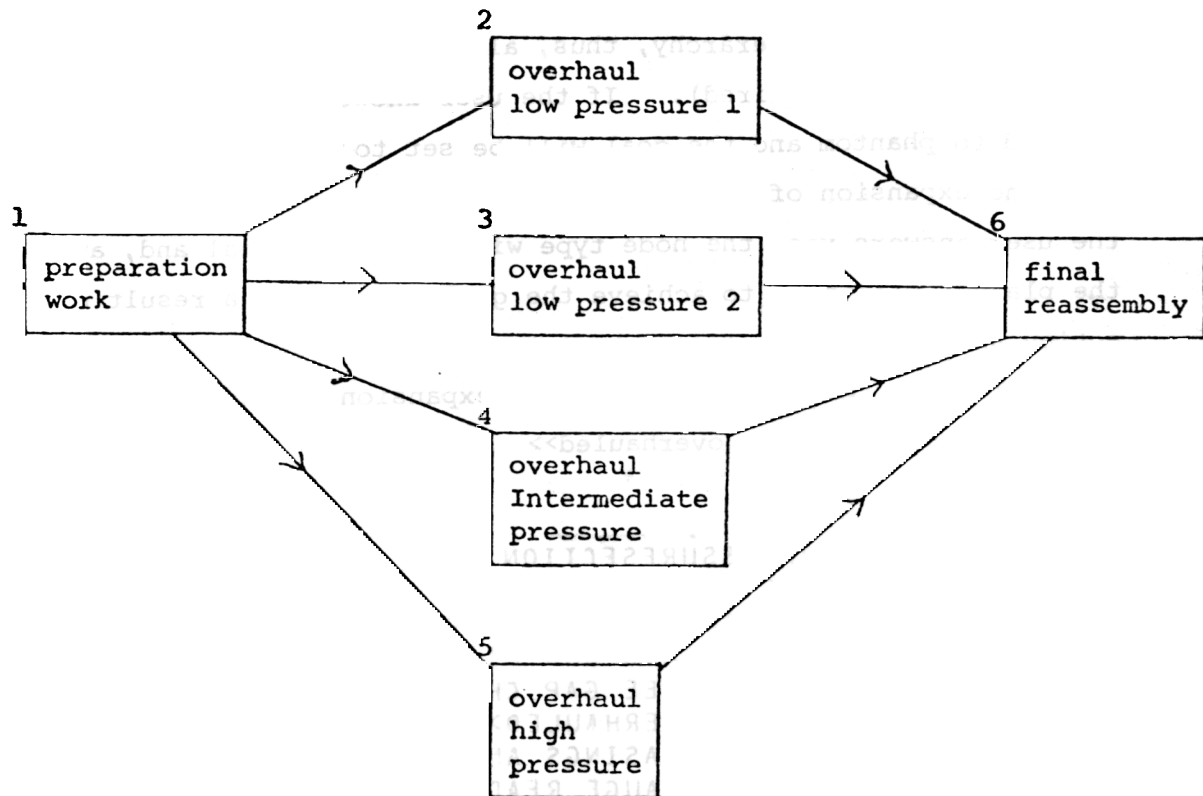 2
overhaul
low pressure 1
1
preparation
work
3
overhaul
low pressure 2
6
final
reassembly
4
overhaul
Intermediate
pressure
5
overhaul
high
pressure